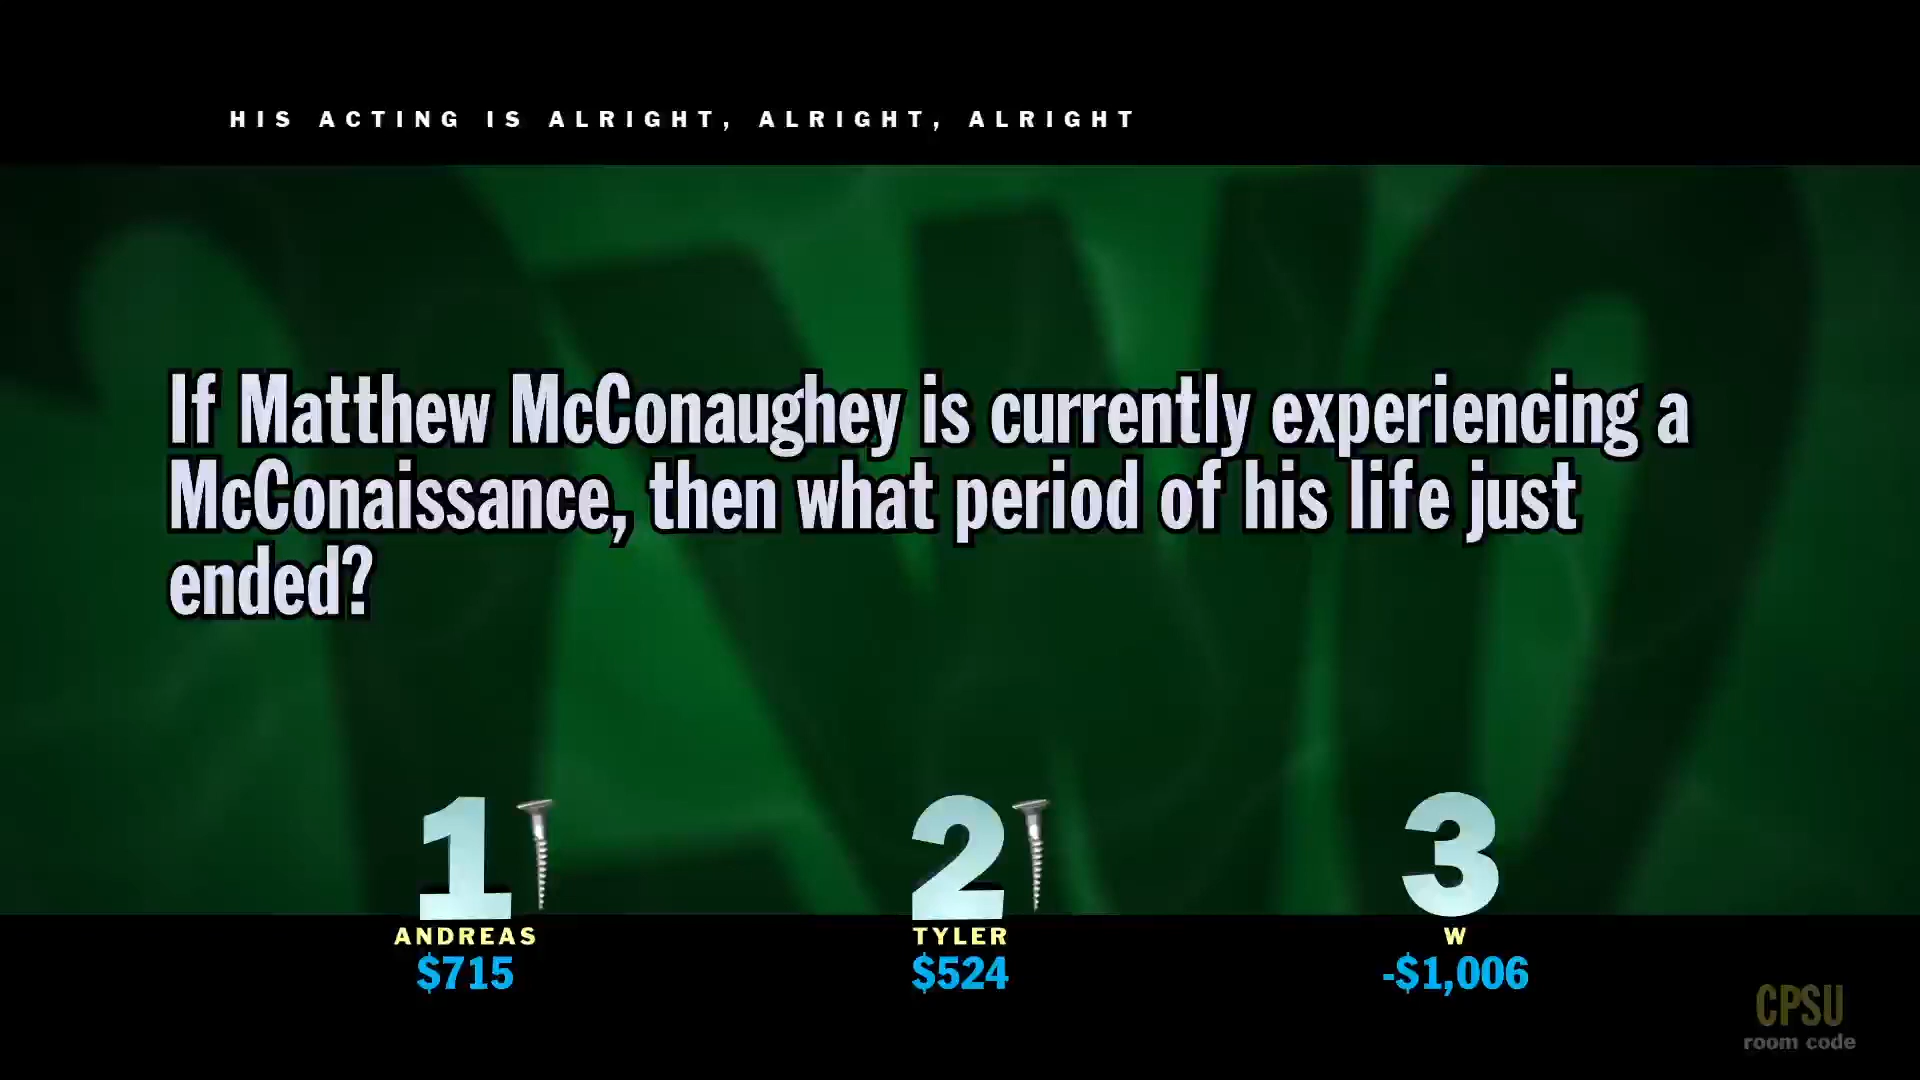 HIS ACTING IS ALRIGHT, ALRIGHT, ALRIGHT
If Matthew McConaughey is currently experiencing a
McConaissance, then what period of his life just
ended?
1
ANDREAS
$715
2
TYLER
$524
3
W
-$1,006
CPSU
room code